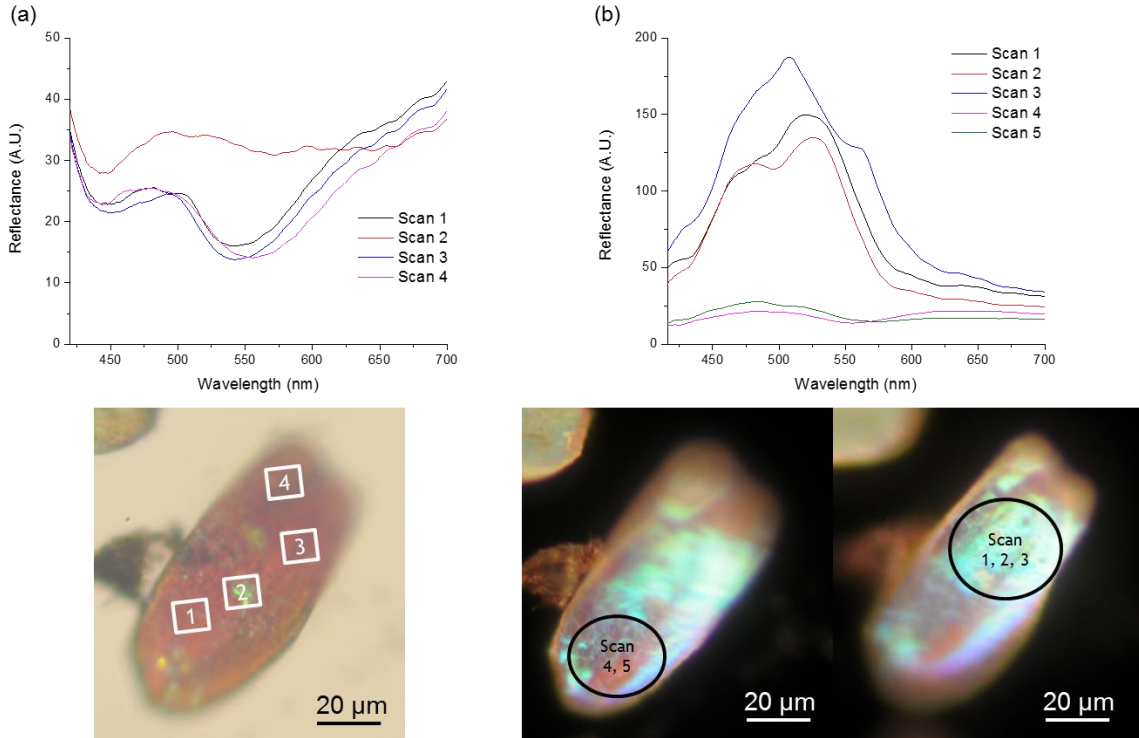 (a)
50
40
30
20
10
0
Reflectance (A.U.)
450 500 550 600 650 700
Wavelength (nm)
Scan 1
Scan 2
Scan 3
Scan 4
(b)
200
150
100
50
0
Reflectance (A.U.)
450 500 550 600 650 700
Wavelength (nm)
Scan 1
Scan 2
Scan 3
Scan 4
Scan 5
4
3
2
1
20 µm
Scan
4, 5
20 µm
Scan
1, 2, 3
20 µm